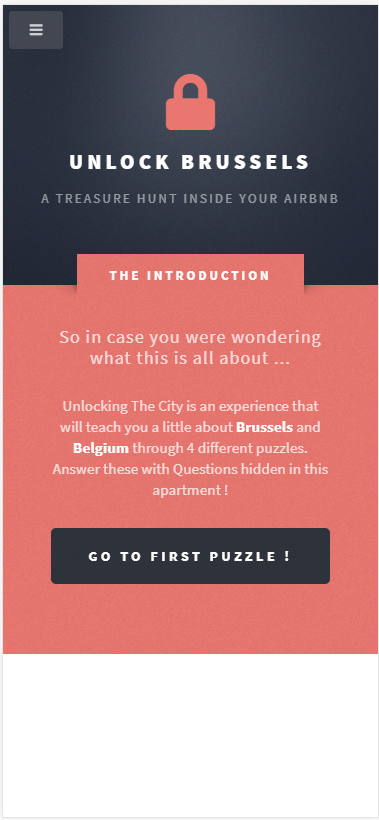 UNLOCK BRUSSELS
A TREASURE HUNT INSIDE YOUR AIRBNB
THE INTRODUCTION
So in case you were wondering
what this is all about ...
Unlocking The City is an experience that
will teach you a little about Brussels and
Belgium through 4 different puzzles.
Answer these with Questions hidden in this
apartment !
GO TO FIRST PUZZLE !